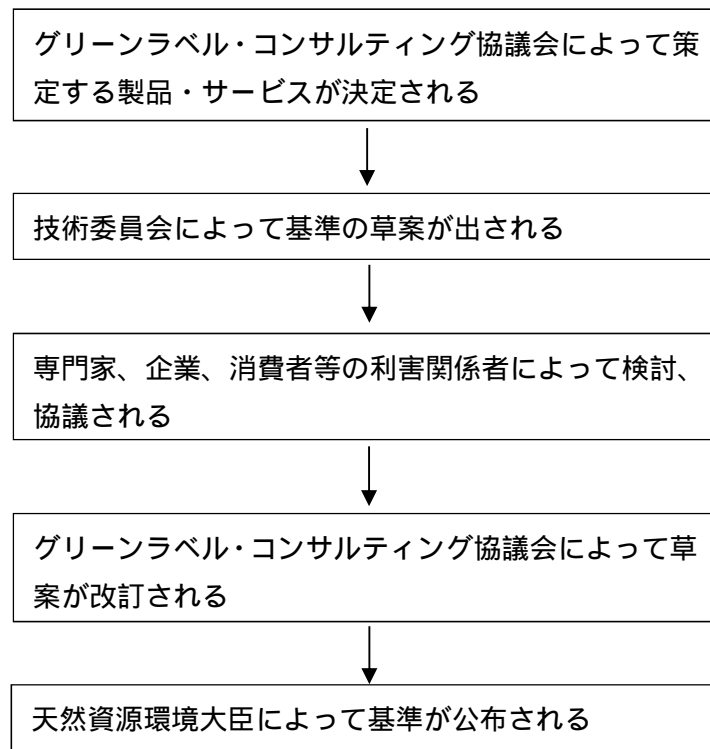 グリーンラベル・コンサルティング協議会によって策
定する製品・サービスが決定される
技術委員会によって基準の草案が出される
専門家、企業、消費者等の利害関係者によって検討、
協議される
グリーンラベル・コンサルティング協議会によって草
案が改訂される
天然資源環境大臣によって基準が公布される